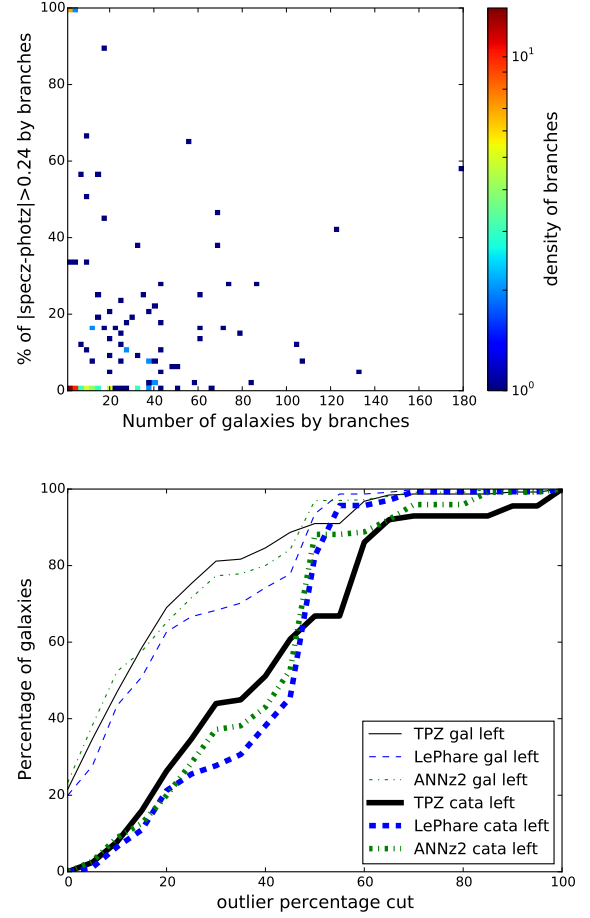 100
80
60
40
20
0
% of |specz-photz|>0.24 by branches
20 40 60 80 100 120 140 160 180
Number of galaxies by branches
10^1
10^0
density of branches
100
80
60
40
20
0
Percentage of galaxies
TPZ gal left
LePhare gal left
ANNz2 gal left
TPZ cata left
LePhare cata left
ANNz2 cata left
0 20 40 60 80 100
outlier percentage cut